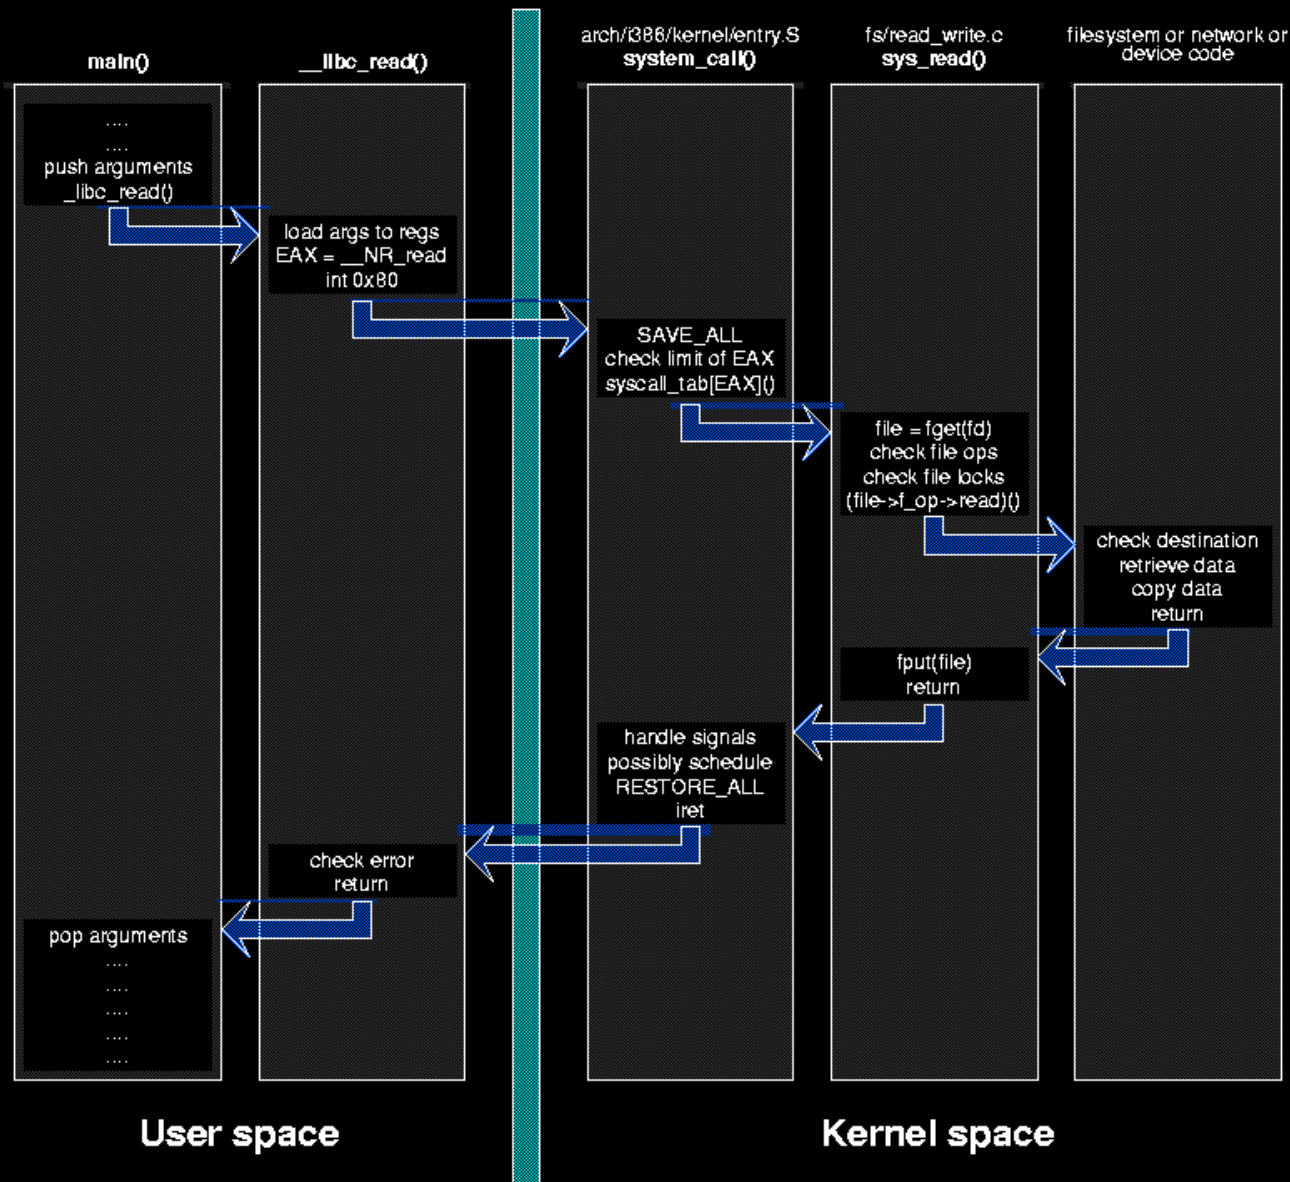 main()
....
....
push arguments
_libc_read()
pop arguments
....
....
....
....
....
__libc_read()
load args to regs
EAX = __NR_read
int 0x80
check error
return
User space
arch/i386/kernel/entry.S
system_call()
SAVE_ALL
check limit of EAX
syscall_tab[EAX]()
handle signals
possibly schedule
RESTORE_ALL
iret
fs/read_write.c
sys_read()
file = fget(fd)
check file ops
check file locks
(file->f_op->read)()
fput(file)
return
filesystem or network or
device code
check destination
retrieve data
copy data
return
Kernel space